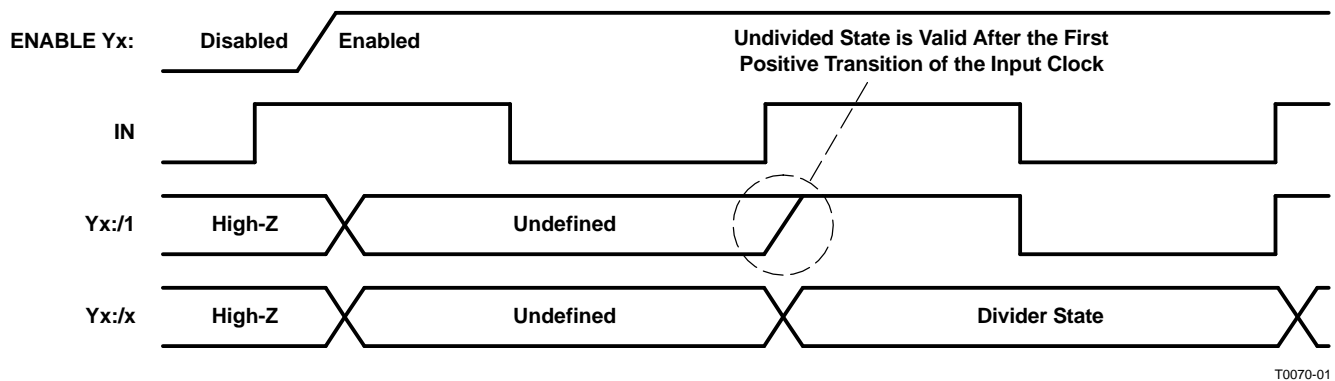 ENABLE Yx: Disabled Enabled
Undivided State is Valid After the First
Positive Transition of the Input Clock
IN
Yx:/1 High-Z Undefined
Yx:/x High-Z Undefined Divider State
T0070-01